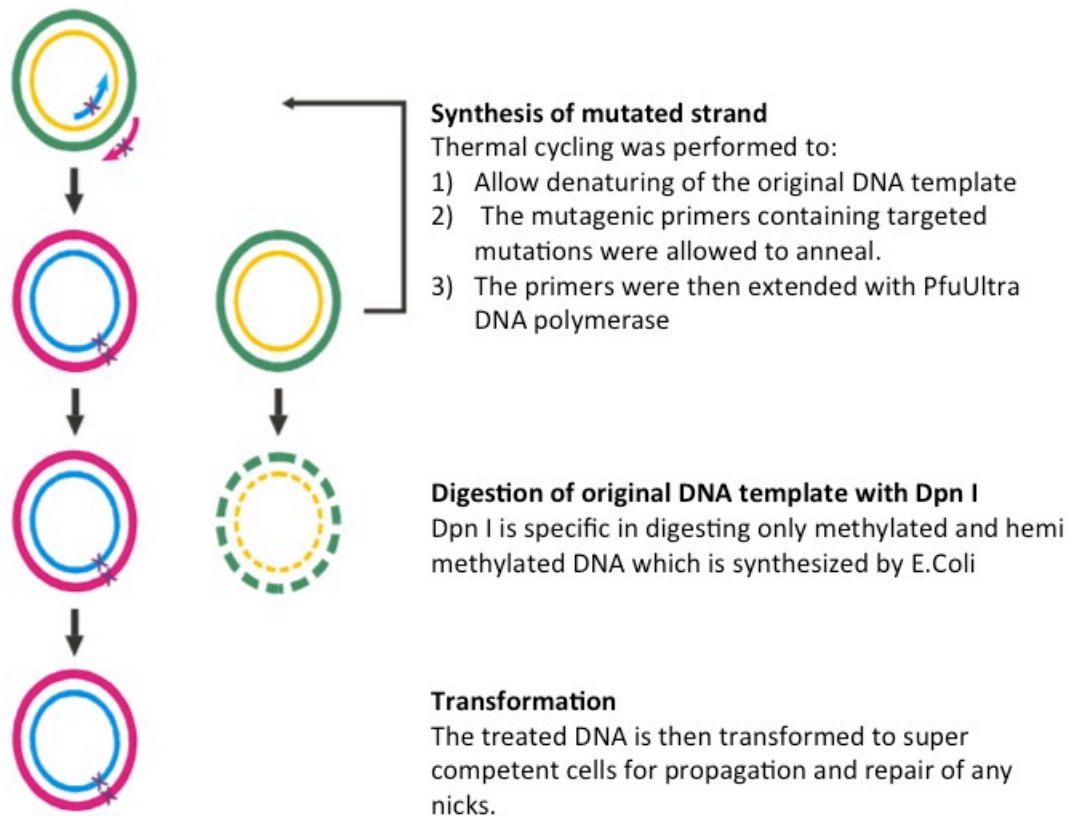 Synthesis of mutated strand
Thermal cycling was performed to:
1) Allow denaturing of the original DNA template
2) The mutagenic primers containing targeted
mutations were allowed to anneal.
3) The primers were then extended with PfuUltra
DNA polymerase
Digestion of original DNA template with Dpn I
Dpn I is specific in digesting only methylated and hemi
methylated DNA which is synthesized by E.Coli
Transformation
The treated DNA is then transformed to super
competent cells for propagation and repair of any
nicks.